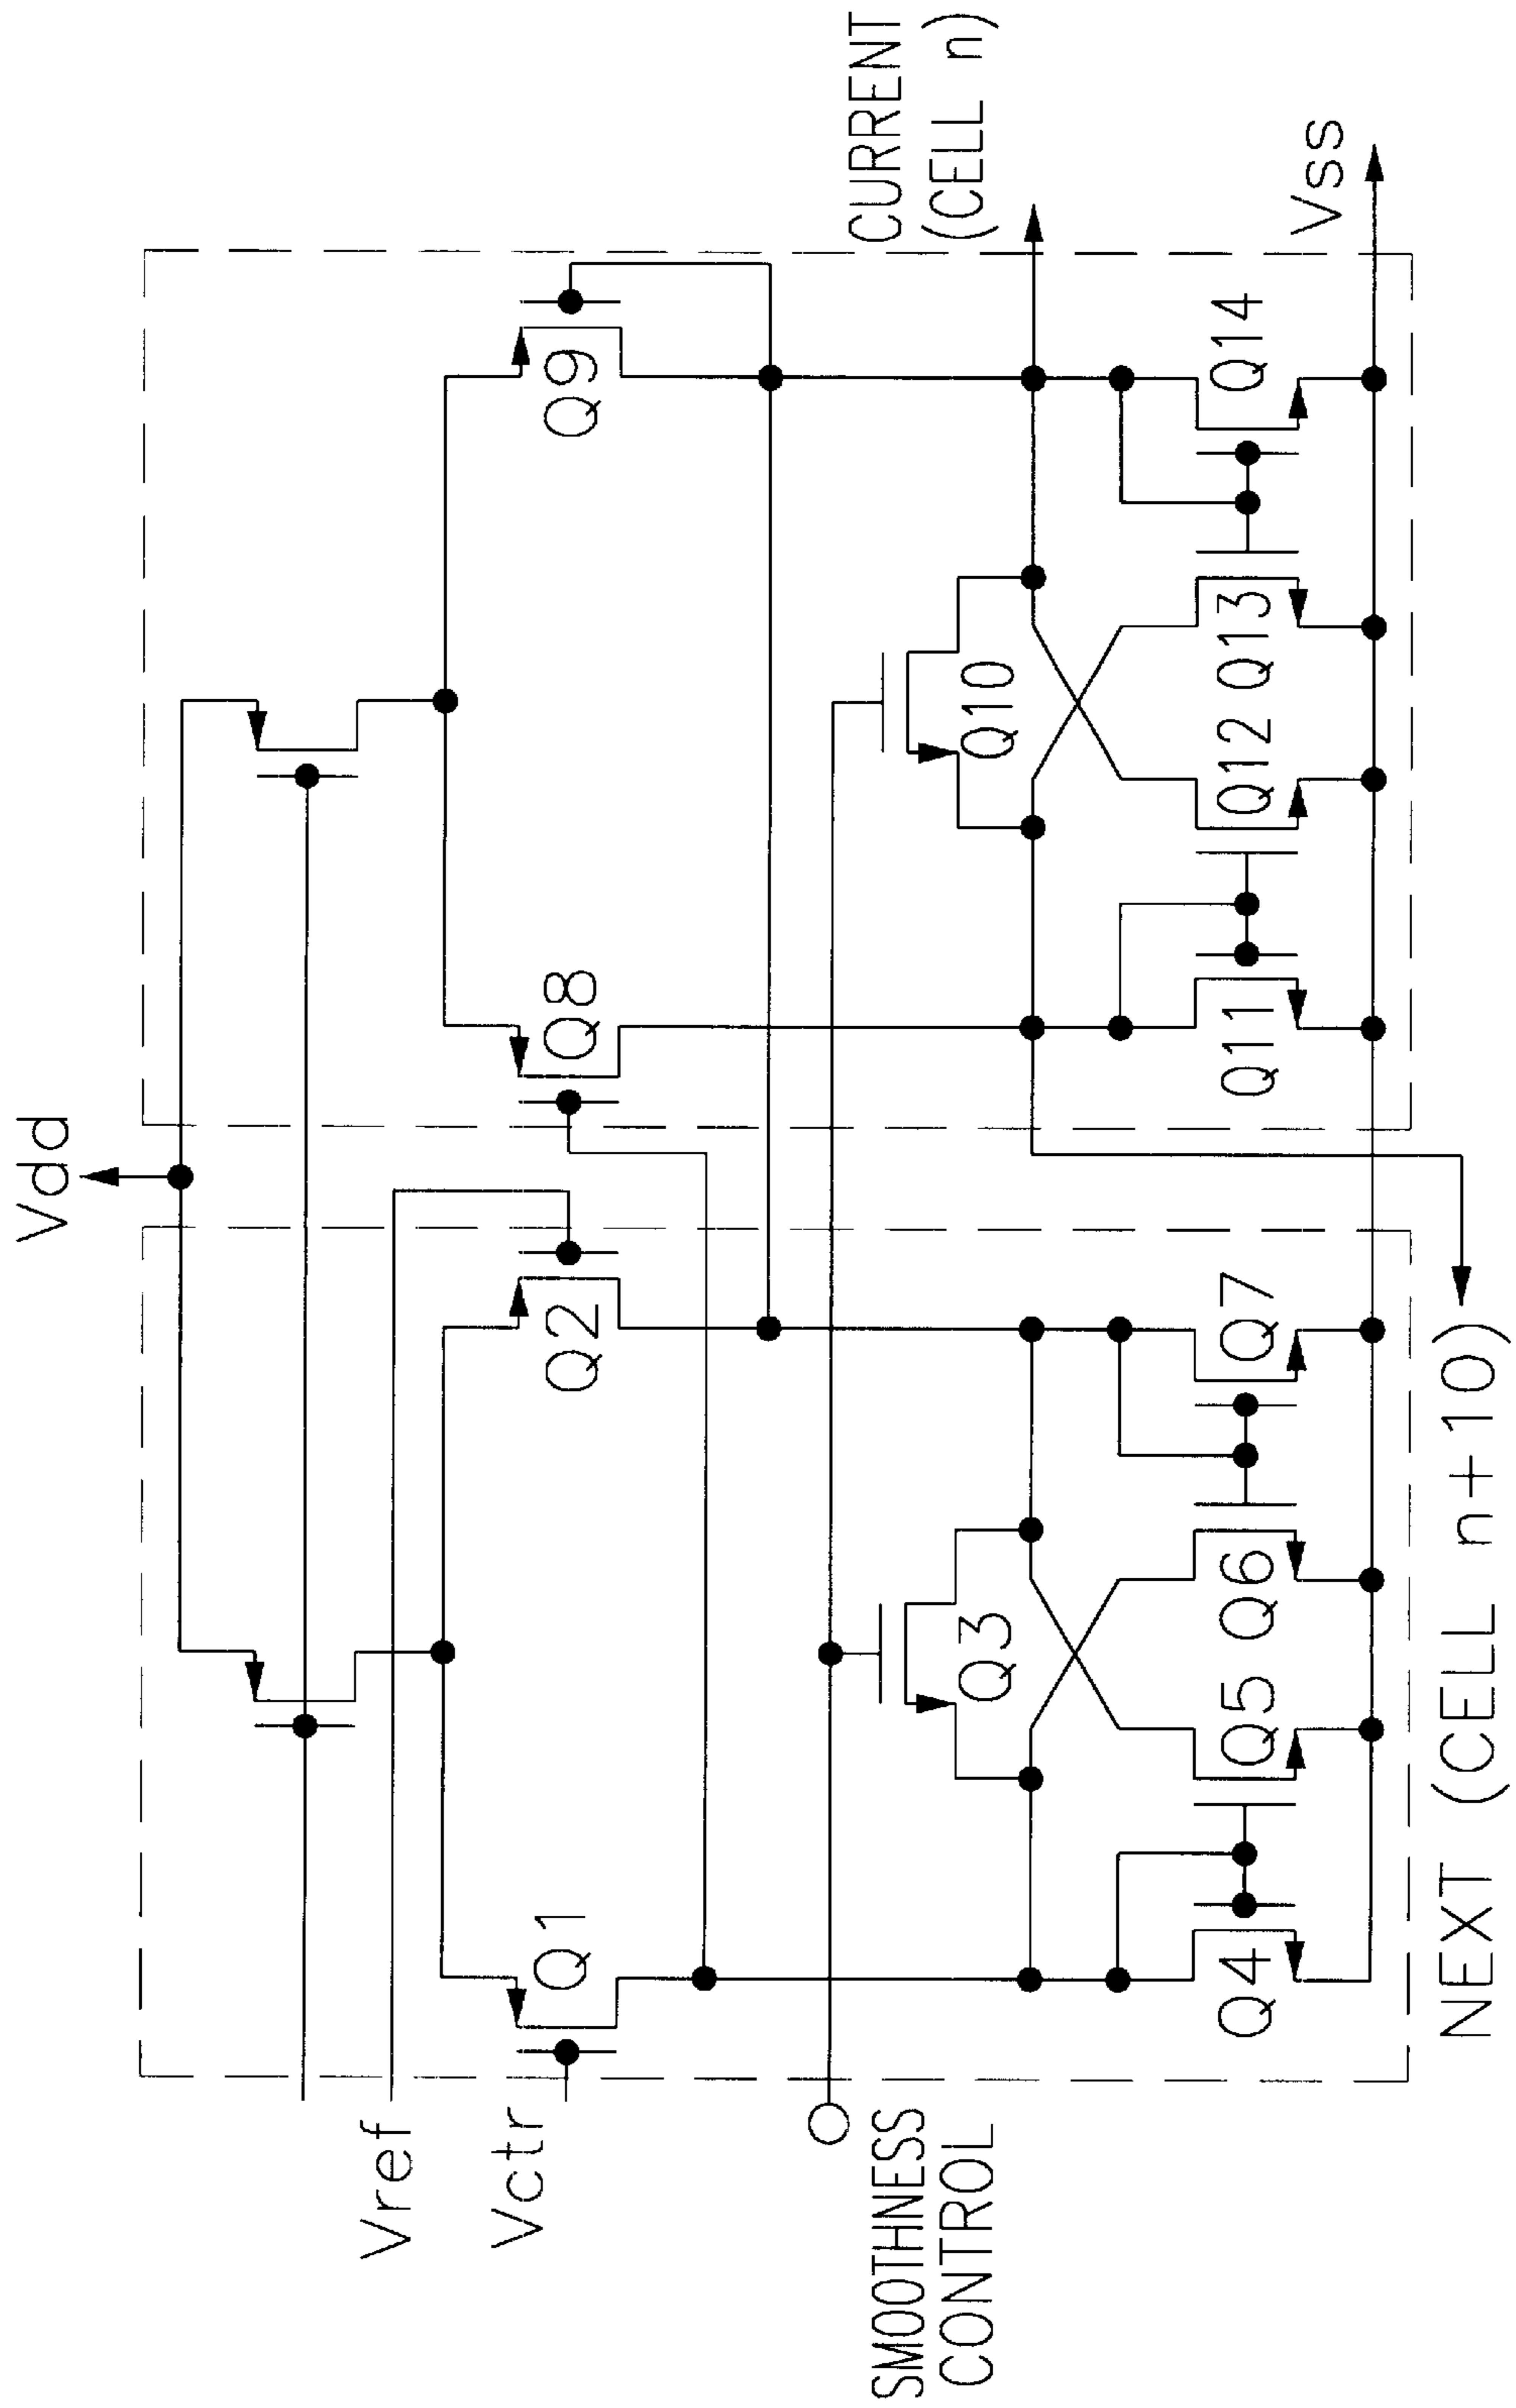 Vdd
Vref
Vctr
SMOOTHNESS
CONTROL
Q1
Q2
Q3
Q4
Q5
Q6
Q7
Q8
Q9
Q10
Q11
Q12
Q13
Q14
CURRENT
(CELL n)
Vss
NEXT (CELL n+10)